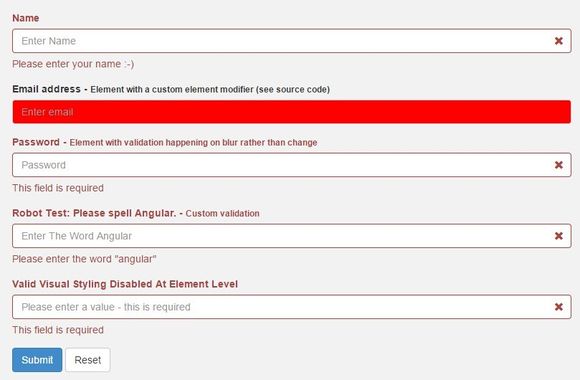 Name
Enter Name
Please enter your name :-)
Email address - Element with a custom element modifier (see source code)
Enter email
Password - Element with validation happening on blur rather than change
Password
This field is required
Robot Test: Please spell Angular. - Custom validation
Enter The Word Angular
Please enter the word "angular"
Valid Visual Styling Disabled At Element Level
Please enter a value - this is required
This field is required
Submit Reset